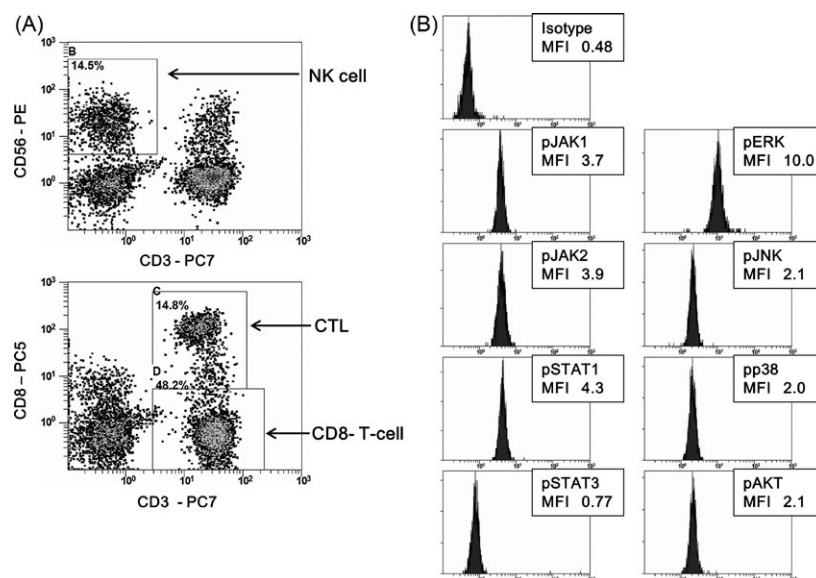 (A)
10³
10²
10¹
10⁰
CD56 - PE
B
14.5%
NK cell
10⁰ 10¹ 10² 10³
CD3 - PC7
10³
10²
10¹
10⁰
CD8 – PC5
C
14.8%
CTL
D
48.2%
CD8- T-cell
10⁰ 10¹ 10² 10³
CD3 - PC7
(B)
Isotype
MFI 0.48
pJAK1
MFI 3.7
pERK
MFI 10.0
pJAK2
MFI 3.9
pJNK
MFI 2.1
pSTAT1
MFI 4.3
pp38
MFI 2.0
pSTAT3
MFI 0.77
pAKT
MFI 2.1